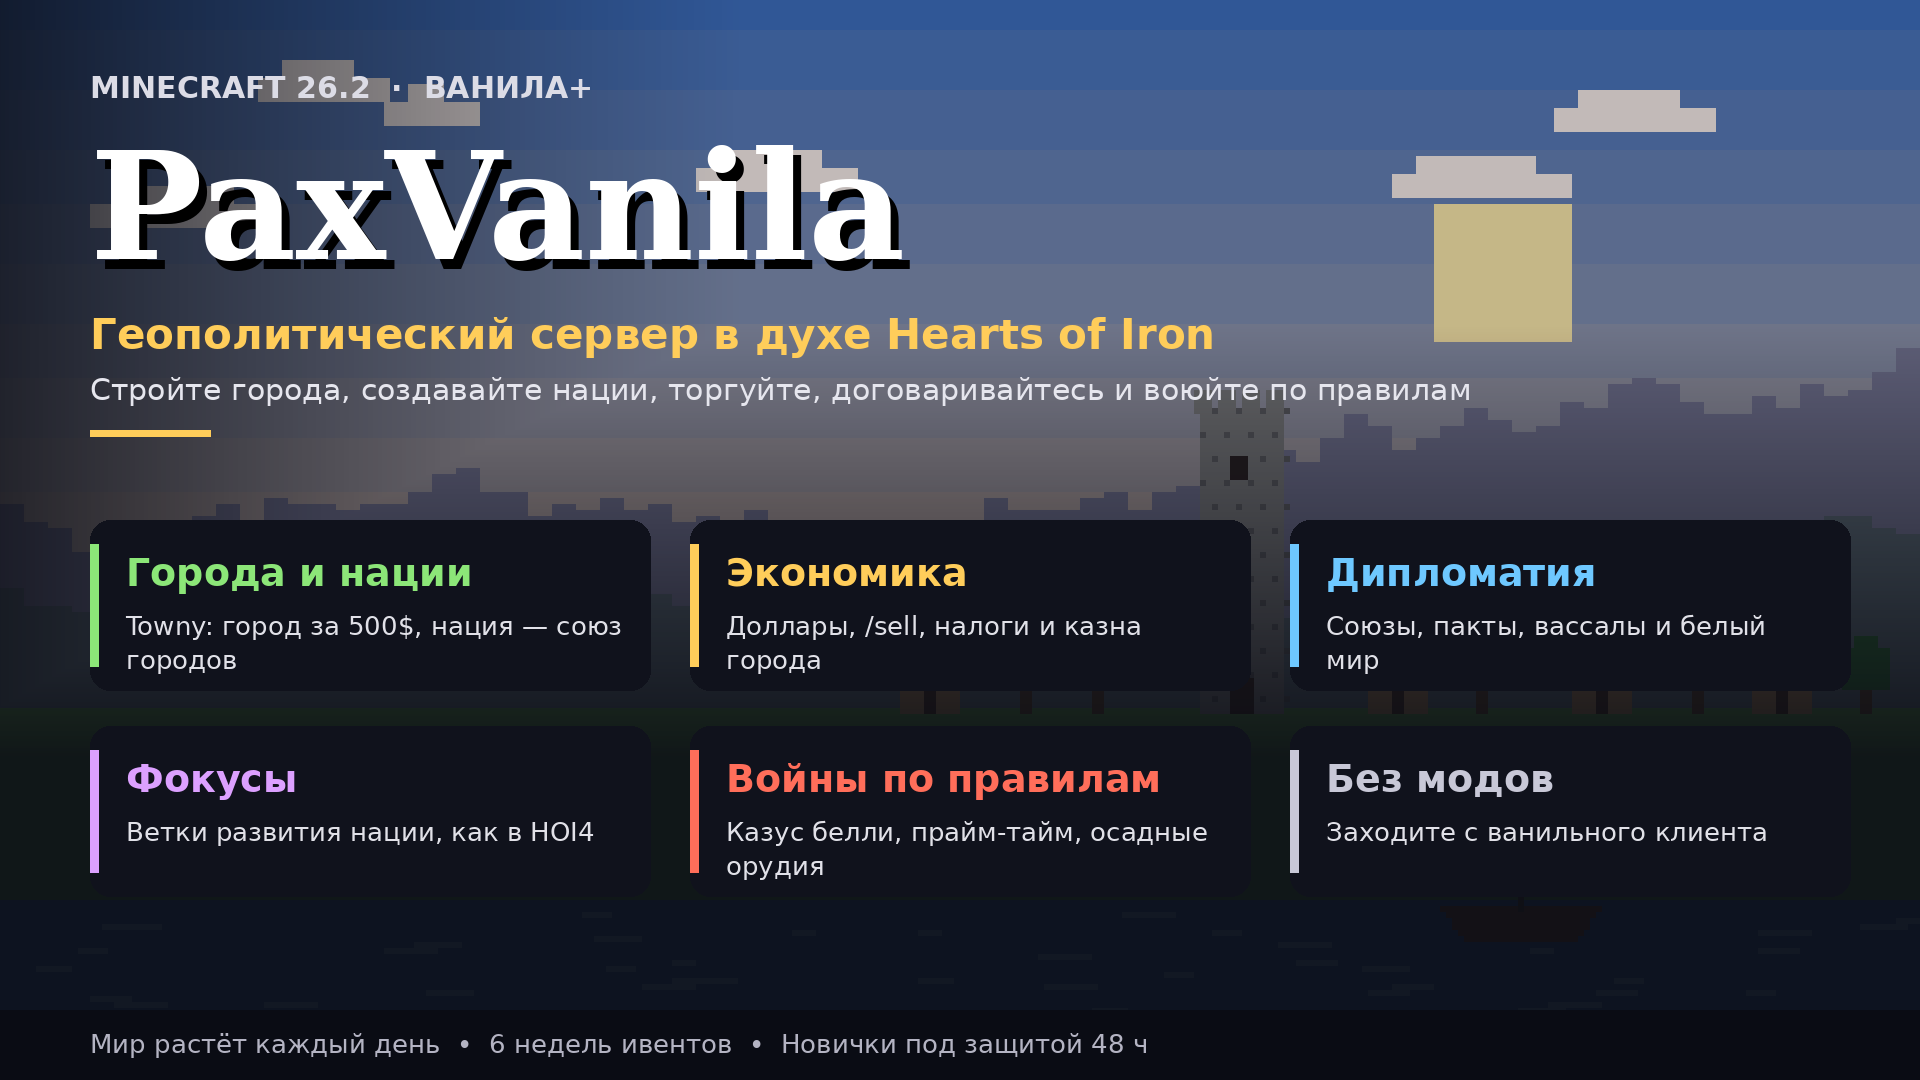 MINECRAFT 26.2 · ВАНИЛА+
PaxVanila
Геополитический сервер в духе Hearts of Iron
Стройте города, создавайте нации, торгуйте, договаривайтесь и воюйте по правилам
Города и нации
Towny: город за 500$, нация — союз
городов
Экономика
Доллары, /sell, налоги и казна
города
Дипломатия
Союзы, пакты, вассалы и белый
мир
Фокусы
Ветки развития нации, как в HOI4
Войны по правилам
Казус белли, прайм-тайм, осадные
орудия
Без модов
Заходите с ванильного клиента
Мир растёт каждый день • 6 недель ивентов • Новички под защитой 48 ч